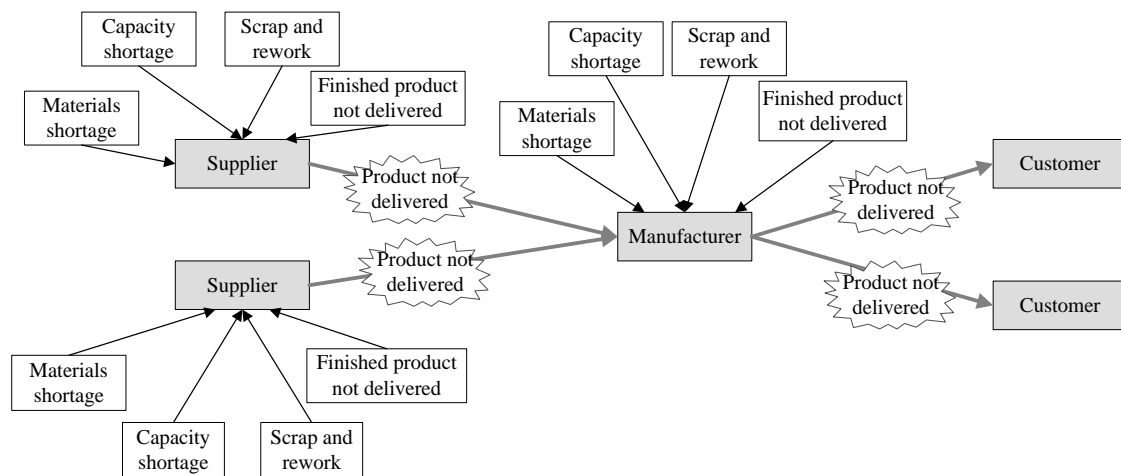 Capacity
shortage
Scrap and
rework
Materials
shortage
Finished product
not delivered
Supplier
Product not
delivered
Capacity
shortage
Scrap and
rework
Materials
shortage
Finished product
not delivered
Manufacturer
Product not
delivered
Customer
Supplier
Product not
delivered
Materials
shortage
Finished product
not delivered
Capacity
shortage
Scrap and
rework
Product not
delivered
Customer